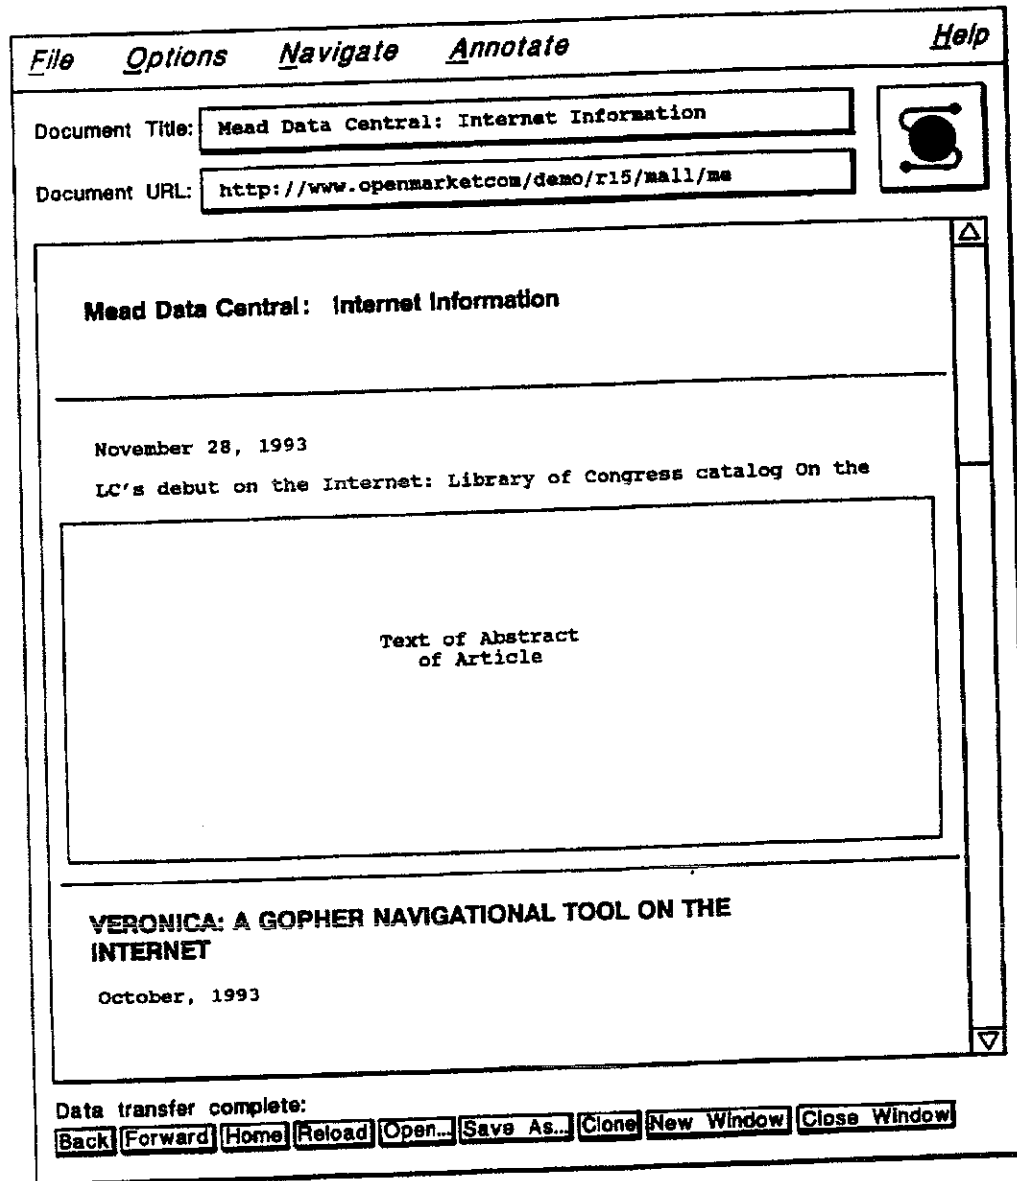 File Options Navigate Annotate Help
Document Title: Mead Data Central: Internet Information
Document URL: http://www.openmarketcom/demo/r15/mall/me
Mead Data Central: Internet Information
November 28, 1993
LC's debut on the Internet: Library of Congress catalog On the
Text of Abstract
of Article
VERONICA: A GOPHER NAVIGATIONAL TOOL ON THE
INTERNET
October, 1993
Data transfer complete:
Back Forward Home Reload Open... Save As... Clone New Window Close Window